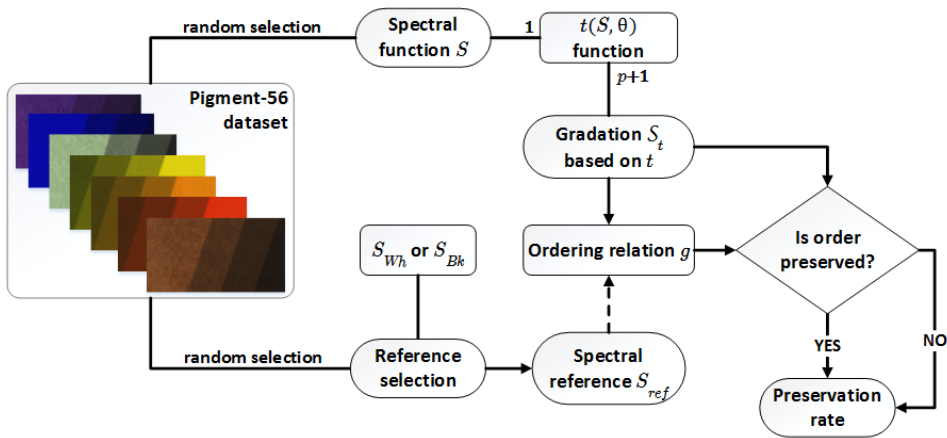 random selection
Spectral
function S
1
t(S,θ)
function
p+1
Pigment-56
dataset
Gradation S_t
based on t
S_Wh or S_Bk
Ordering relation g
Is order
preserved?
random selection
Reference
selection
Spectral
reference S_ref
YES
NO
Preservation
rate